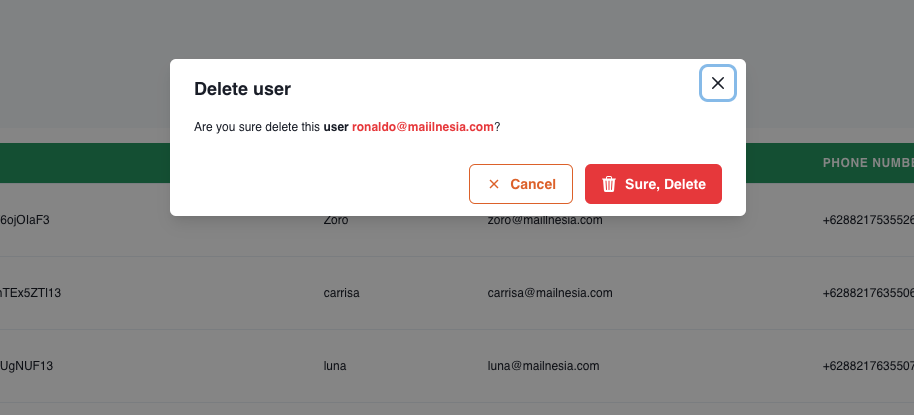 Delete user
Are you sure delete this user ronaldo@maiilnesia.com?
Cancel
Sure, Delete
PHONE NUMBE
6ojOIaF3 Zoro zoro@maillnesia.com +6288217535526
nTEx5ZTI13 carrisa carrisa@mailnesia.com +6288217635506
UgNUF13 luna luna@mailnesia.com +6288217635507